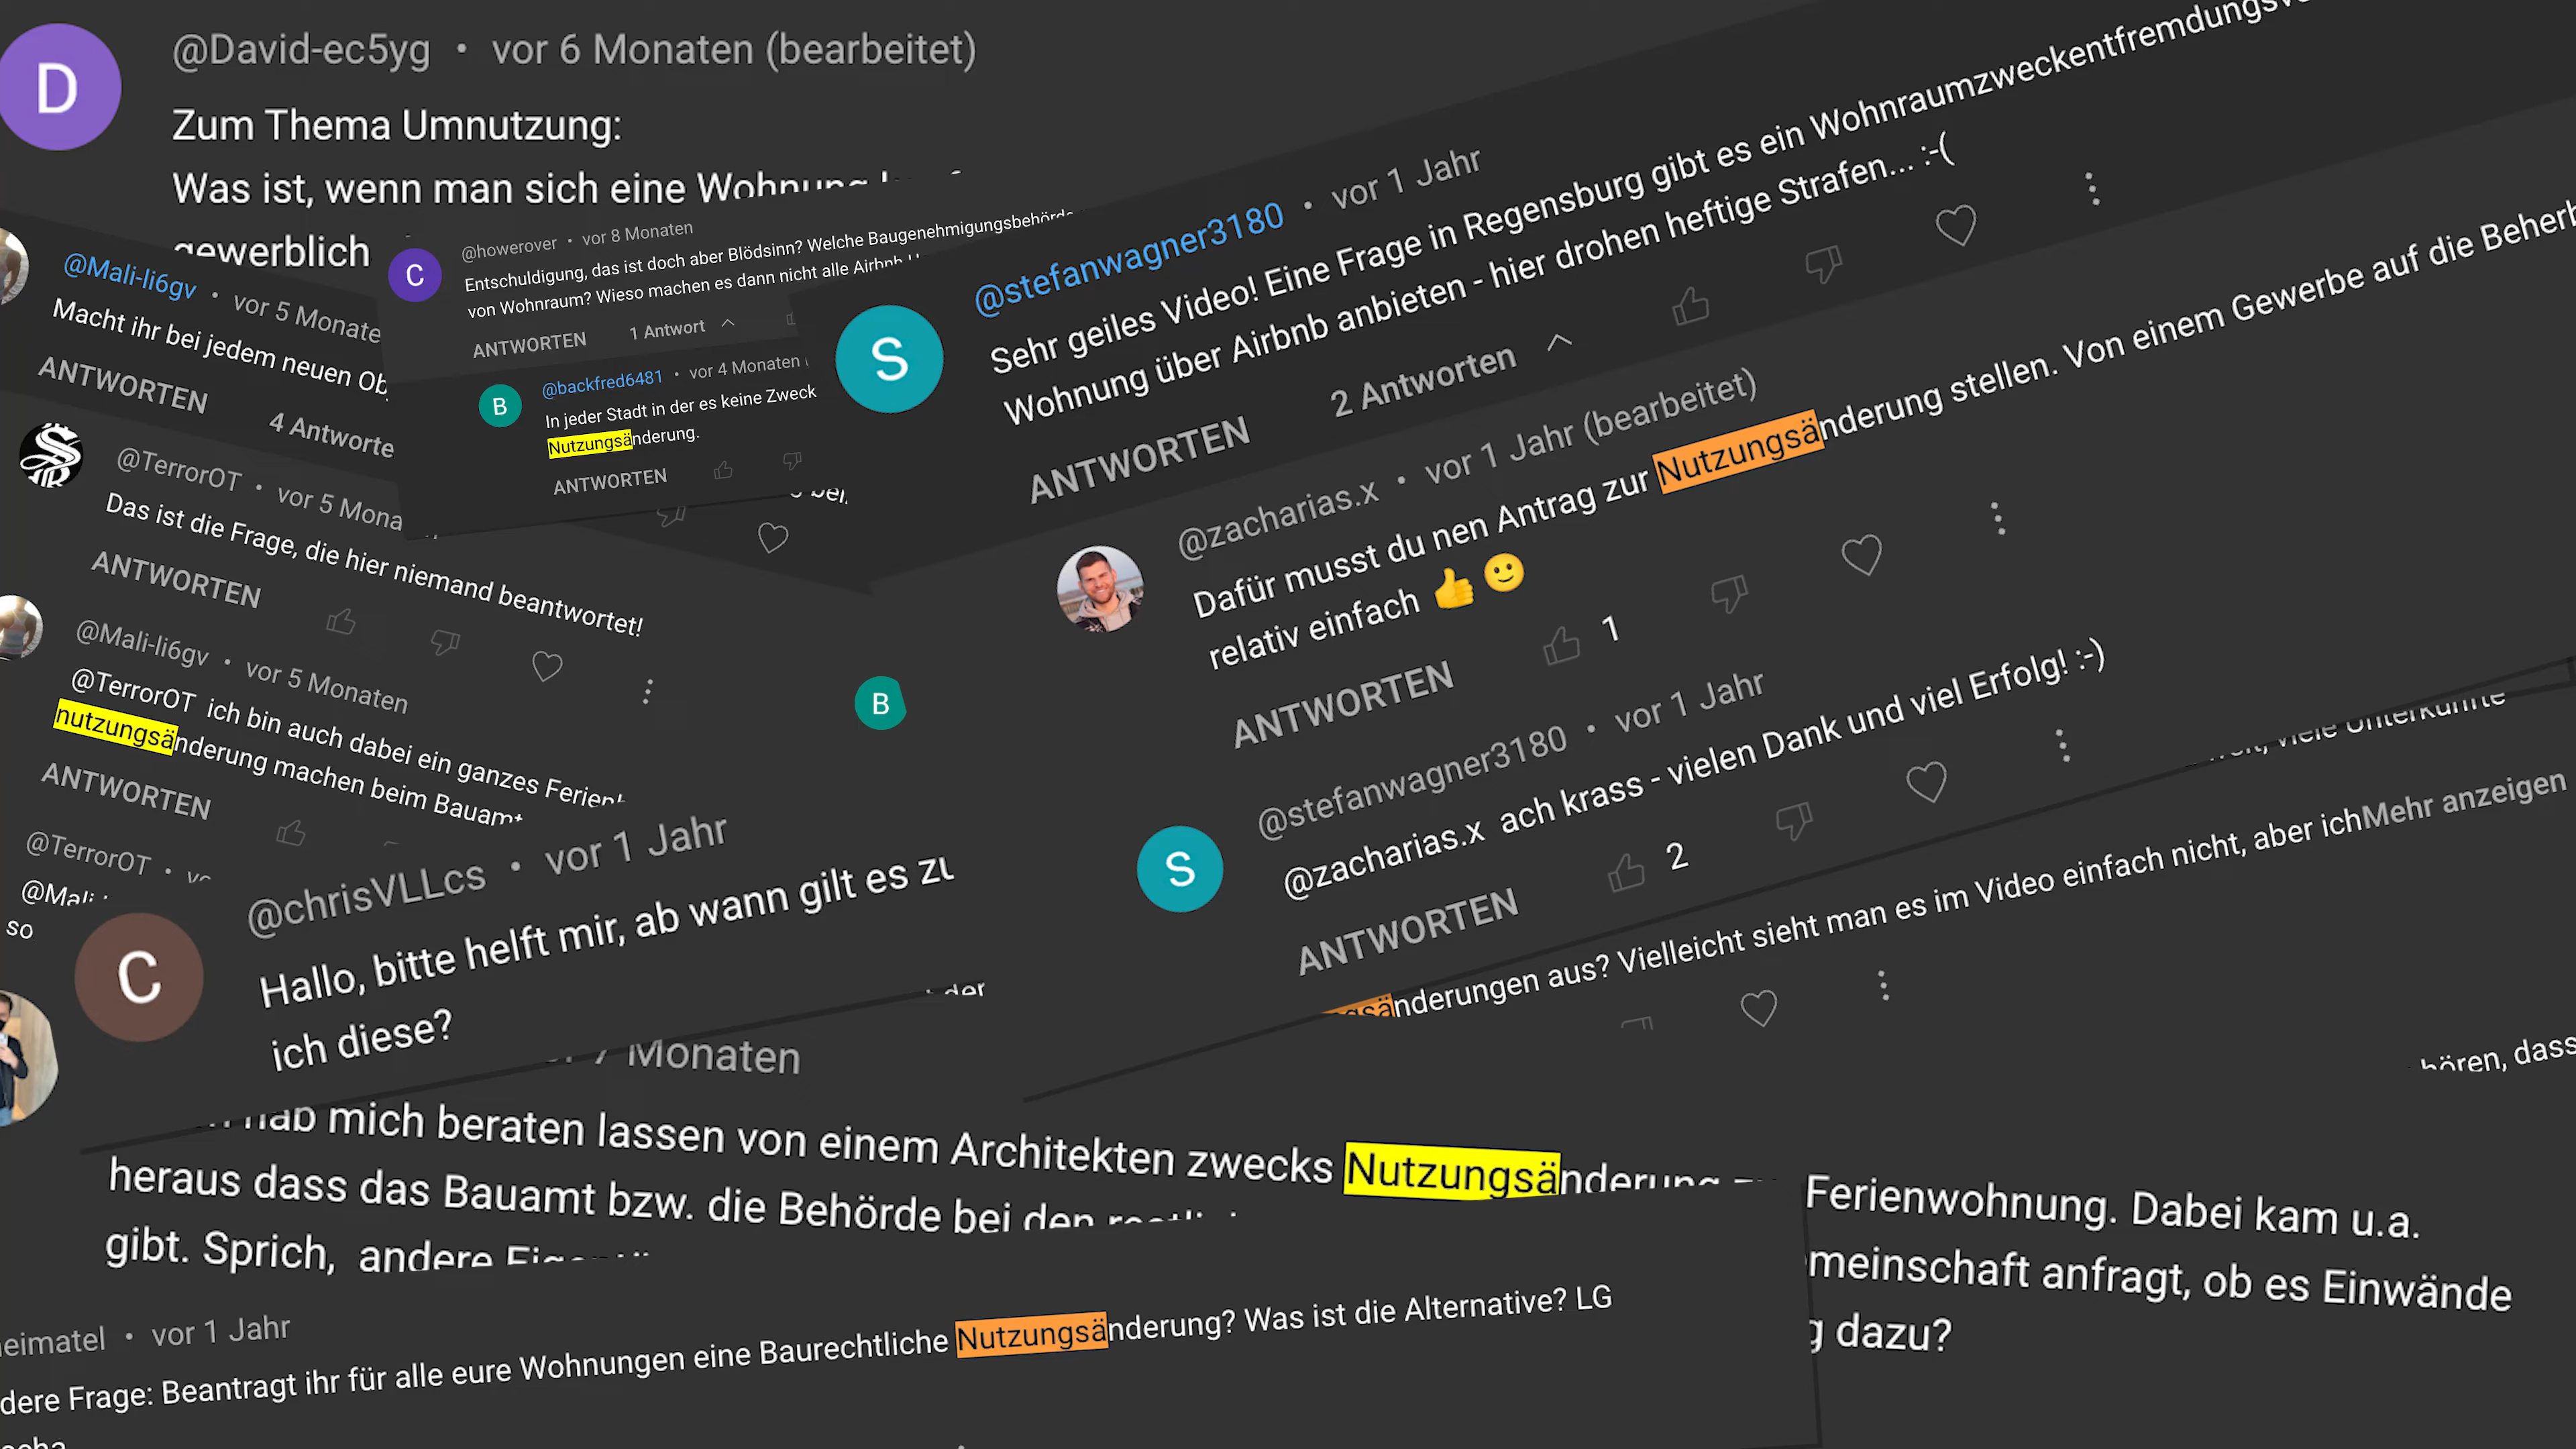 D
@David-ec5yg • vor 6 Monaten (bearbeitet)
Zum Thema Umnutzung:
Was ist, wenn man sich eine Wohnung
gewerblich
@Mali-li6gv • vor 5 Monate
Macht ihr bei jedem neuen
ANTWORTEN 4 Antworte
@TerrorOT • vor 5 Mona
Das ist die Frage, die hier niemand beantwortet!
ANTWORTEN
@Mali-li6gv • vor 5 Monaten
@TerrorOT ich bin auch dabei ein ganzes
nutzungsänderung machen beim Bauamt
ANTWORTEN
@TerrorOT •
so
C
@howerover • vor 8 Monaten
Entschuldigung, das ist doch aber Blödsinn? Welche Baugenehmigungsbehörde
von Wohnraum? Wieso machen es dann nicht alle Airbnb
ANTWORTEN 1 Antwort
B
@backfred6481 • vor 4 Monaten (
In jeder Stadt in der es keine Zweck
Nutzungsänderung.
ANTWORTEN
B
S
@stefanwagner3180 • vor 1 Jahr
Sehr geiles Video! Eine Frage in Regensburg gibt es ein
Wohnung über Airbnb anbieten - hier drohen heftige Strafen... :-(
ANTWORTEN 2 Antworten
@zacharias.x • vor 1 Jahr (bearbeitet)
Dafür musst du nen Antrag zur Nutzungsänderung stellen. Von einem Gewerbe auf die
relativ einfach 👍🙂
ANTWORTEN 1
S
@stefanwagner3180 • vor 1 Jahr
@zacharias.x ach krass - vielen Dank und viel Erfolg! :-)
ANTWORTEN 2
viele Unterkünfte
änderungen aus? Vielleicht sieht man es im Video einfach nicht, aber ichMehr anzeigen
hören, dass
C
@chrisVLLcs • vor 1 Jahr
Hallo, bitte helft mir, ab wann gilt es
ich diese?
der
7 Monaten
hab mich beraten lassen von einem Architekten zwecks Nutzungsänderung
heraus dass das Bauamt bzw. die Behörde bei den
gibt. Sprich, andere
Ferienwohnung. Dabei kam u.a.
meinschaft anfragt, ob es Einwände
dazu?
eimatel • vor 1 Jahr
dere Frage: Beantragt ihr für alle eure Wohnungen eine Baurechtliche Nutzungsänderung? Was ist die Alternative? LG